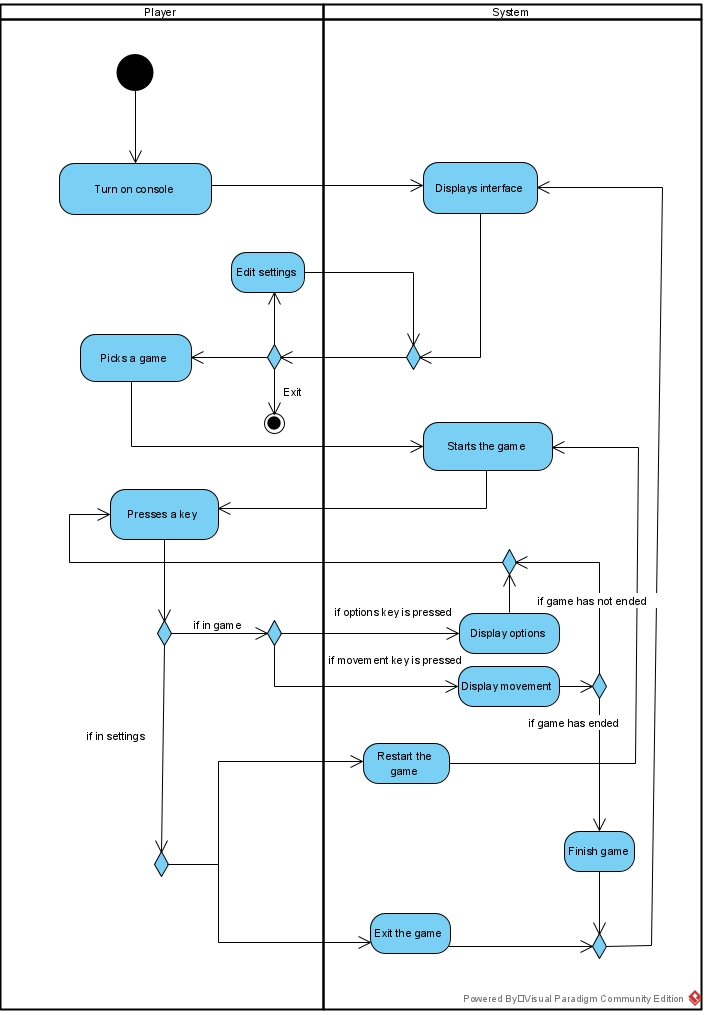 Player
System
Turn on console
Displays interface
Edit settings
Picks a game
Exit
Starts the game
Presses a key
if game has not ended
if options key is pressed
if in game
Display options
if movement key is pressed
Display movement
if game has ended
if in settings
Restart the
game
Finish game
Exit the game
Powered By Visual Paradigm Community Edition